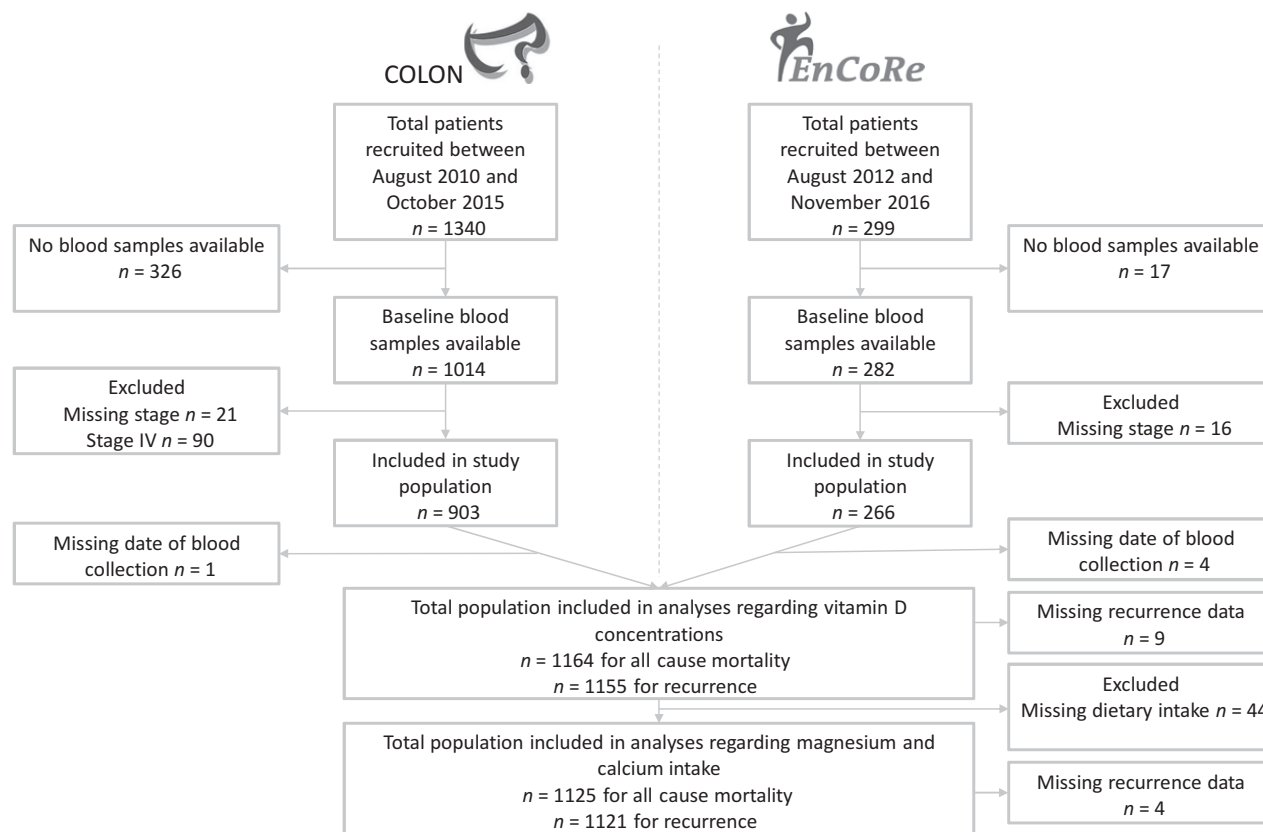 COLON
EnCoRe
Total patients
recruited between
August 2010 and
October 2015
n = 1340
Total patients
recruited between
August 2012 and
November 2016
n = 299
No blood samples available
n = 326
No blood samples available
n = 17
Baseline blood
samples available
n = 1014
Baseline blood
samples available
n = 282
Excluded
Missing stage n = 21
Stage IV n = 90
Excluded
Missing stage n = 16
Included in study
population
n = 903
Included in study
population
n = 266
Missing date of blood
collection n = 1
Missing date of blood
collection n = 4
Total population included in analyses regarding vitamin D
concentrations
n = 1164 for all cause mortality
n = 1155 for recurrence
Missing recurrence data
n = 9
Excluded
Missing dietary intake n = 44
Total population included in analyses regarding magnesium and
calcium intake
n = 1125 for all cause mortality
n = 1121 for recurrence
Missing recurrence data
n = 4